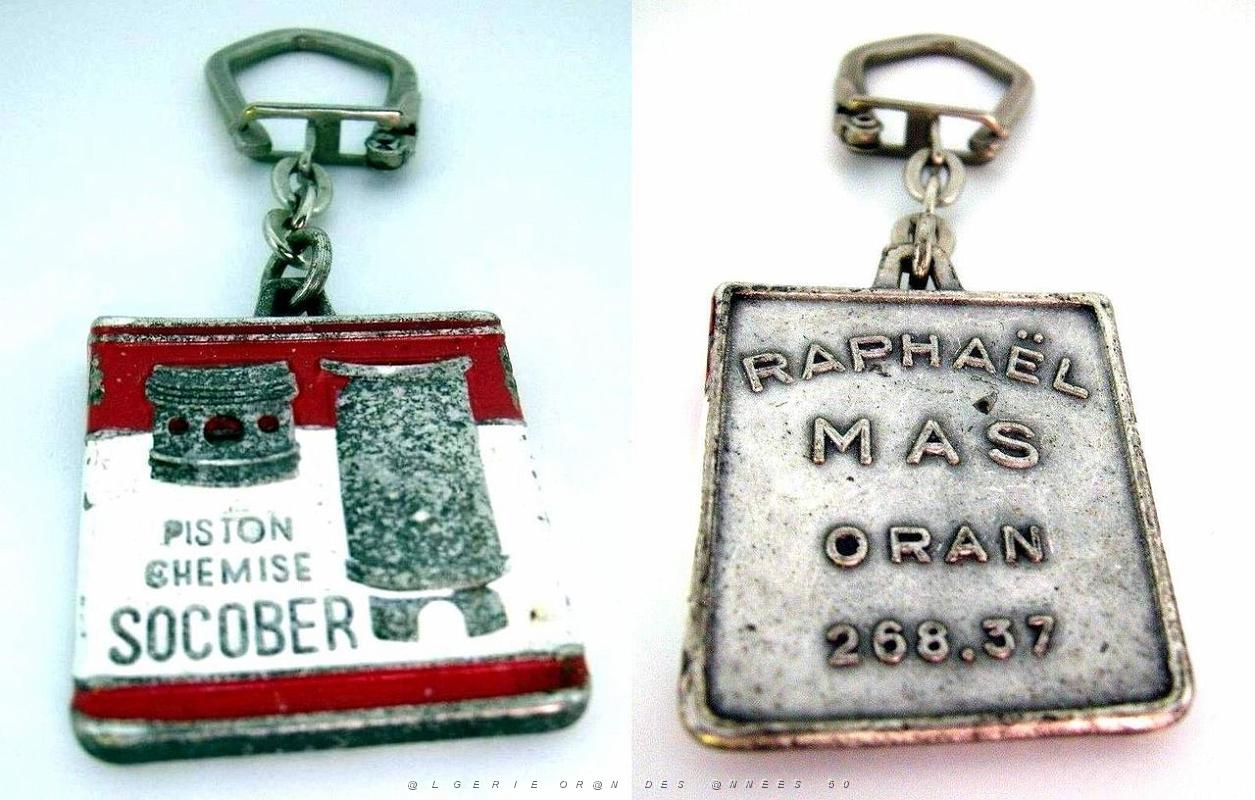 PISTON
CHEMISE
SOCOBER
RAPHAËL
MAS
ORAN
268.37
@LGERIE OR@N DES @NNEES 50